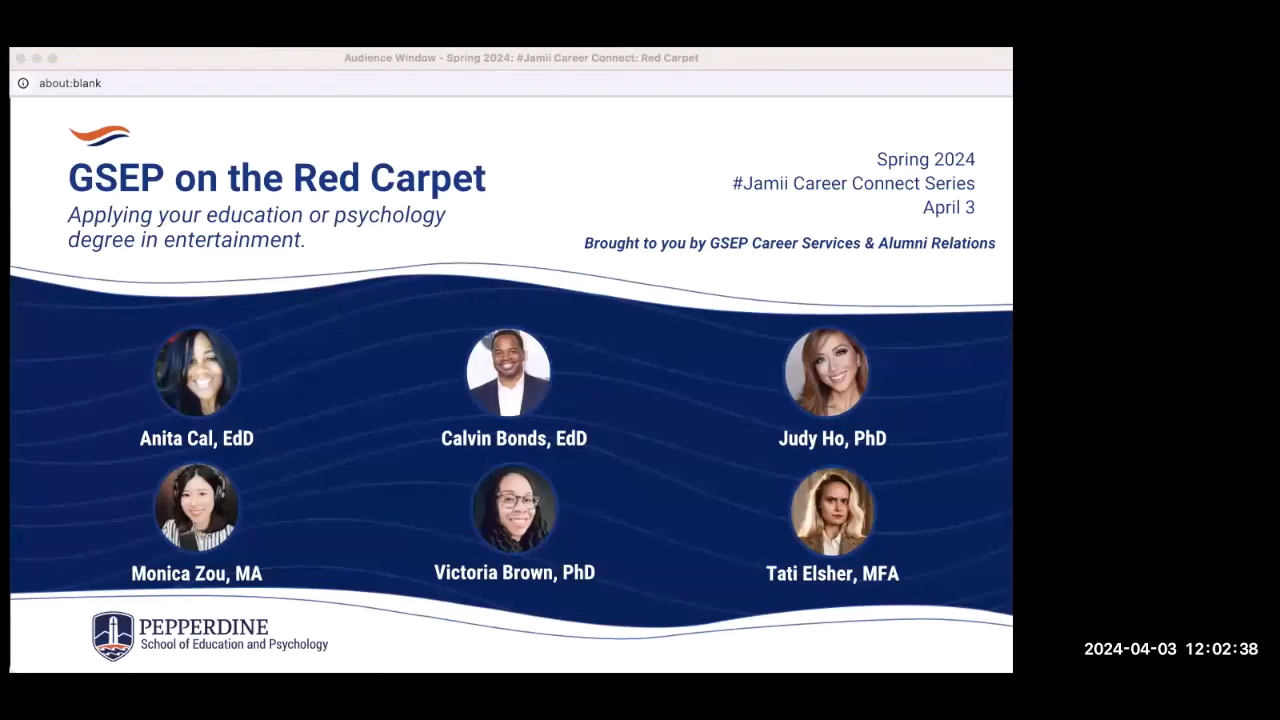 Audience Window - Spring 2024: #Jamii Career Connect: Red Carpet
about:blank
GSEP on the Red Carpet
Applying your education or psychology
degree in entertainment.
Spring 2024
#Jamii Career Connect Series
April 3
Brought to you by GSEP Career Services & Alumni Relations
Anita Cal, EdD
Calvin Bonds, EdD
Judy Ho, PhD
Monica Zou, MA
Victoria Brown, PhD
Tati Elsher, MFA
PEPPERDINE
School of Education and Psychology
2024-04-03 12:02:38